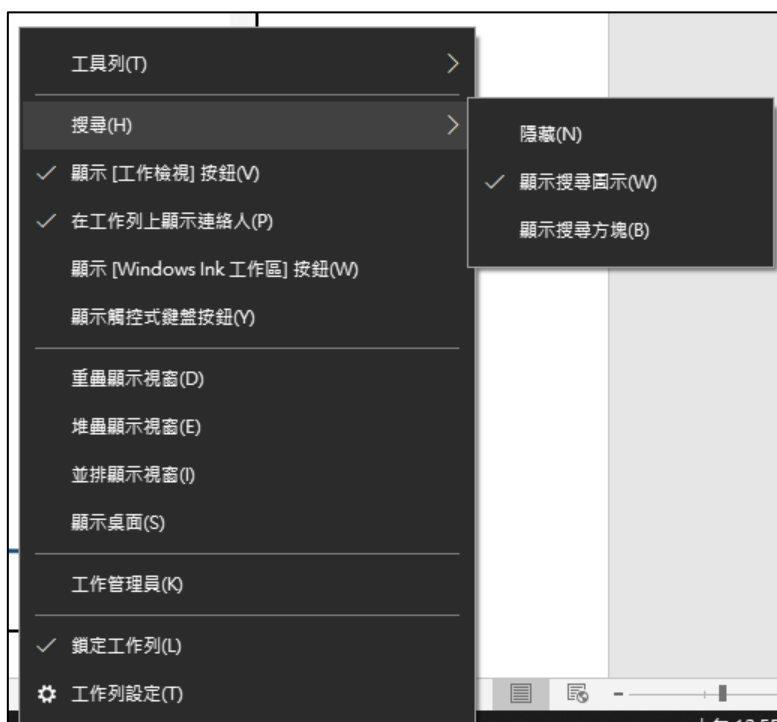 工具列(T)
搜尋(H)
顯示 [工作檢視] 按鈕(V)
在工作列上顯示連絡人(P)
顯示 [Windows Ink 工作區] 按鈕(W)
顯示觸控式鍵盤按鈕(Y)
重疊顯示視窗(D)
堆疊顯示視窗(E)
並排顯示視窗(I)
顯示桌面(S)
工作管理員(K)
鎖定工作列(L)
工作列設定(T)
隱藏(N)
顯示搜尋圖示(W)
顯示搜尋方塊(B)